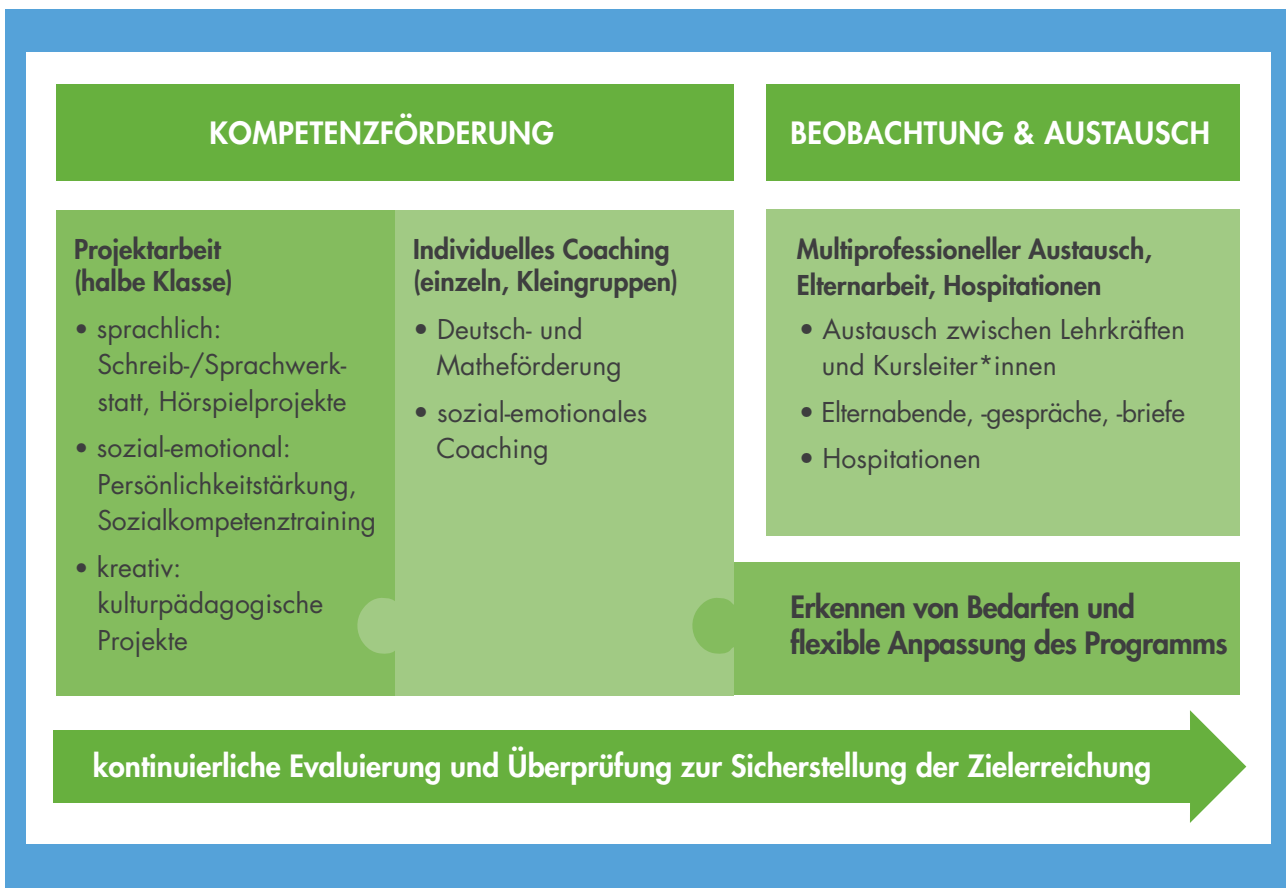 KOMPETENZFÖRDERUNG
BEOBACHTUNG & AUSTAUSCH
Projektarbeit
(halbe Klasse)
• sprachlich:
Schreib-/Sprachwerk-
statt, Hörspielprojekte
• sozial-emotional:
Persönlichkeitstärkung,
Sozialkompetenztraining
• kreativ:
kulturpädagogische
Projekte
Individuelles Coaching
(einzeln, Kleingruppen)
• Deutsch- und
Matheförderung
• sozial-emotionales
Coaching
Multiprofessioneller Austausch,
Elternarbeit, Hospitationen
• Austausch zwischen Lehrkräften
und Kursleiter*innen
• Elternabende, -gespräche, -briefe
• Hospitationen
Erkennen von Bedarfen und
flexible Anpassung des Programms
kontinuierliche Evaluierung und Überprüfung zur Sicherstellung der Zielerreichung